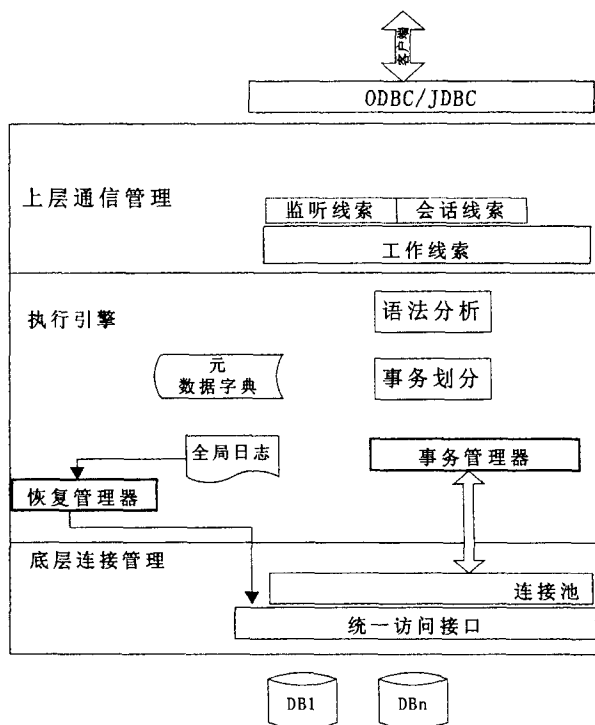 客户端
ODBC/JDBC
上层通信管理
监听线索
会话线索
工作线索
执行引擎
语法分析
元
数据字典
事务划分
全局日志
事务管理器
恢复管理器
底层连接管理
连接池
统一访问接口
DB1
DBn